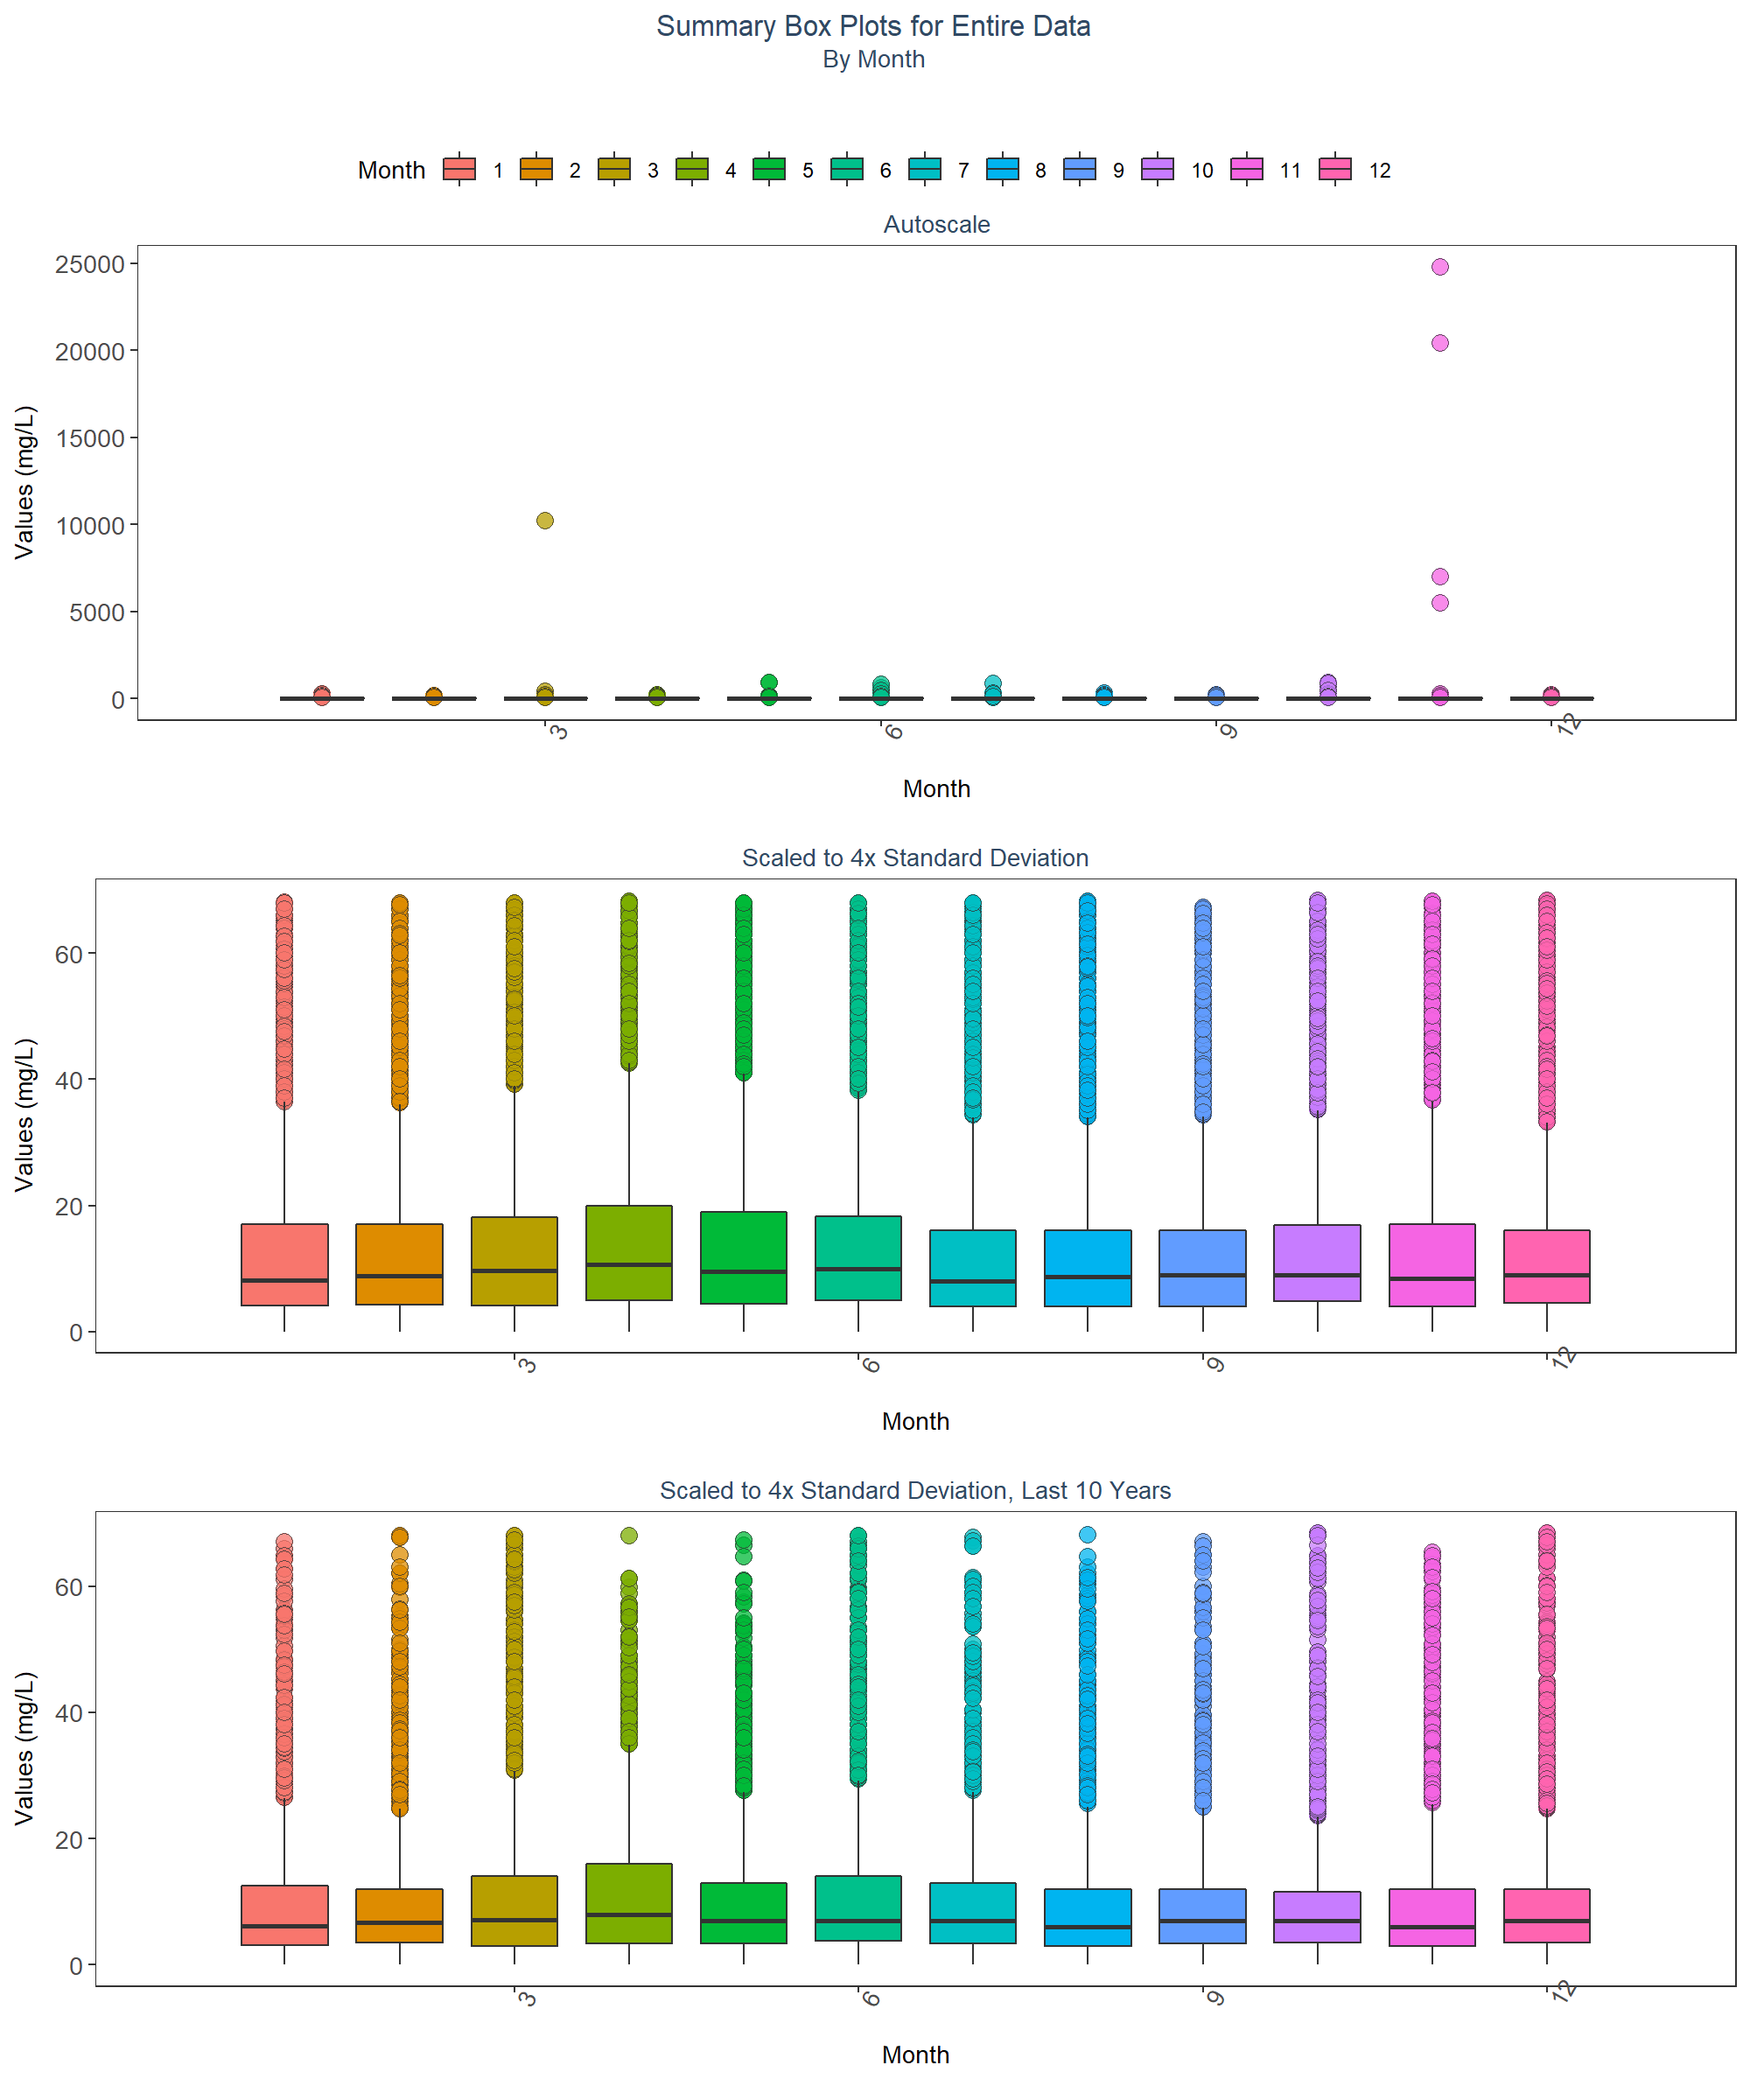 Summary Box Plots for Entire Data
By Month
Month 1 2 3 4 5 6 7 8 9 10 11 12
Autoscale
Values (mg/L)
25000
20000
15000
10000
5000
0
3 6 9 12
Month
Scaled to 4x Standard Deviation
Values (mg/L)
60
40
20
0
3 6 9 12
Month
Scaled to 4x Standard Deviation, Last 10 Years
Values (mg/L)
60
40
20
0
3 6 9 12
Month